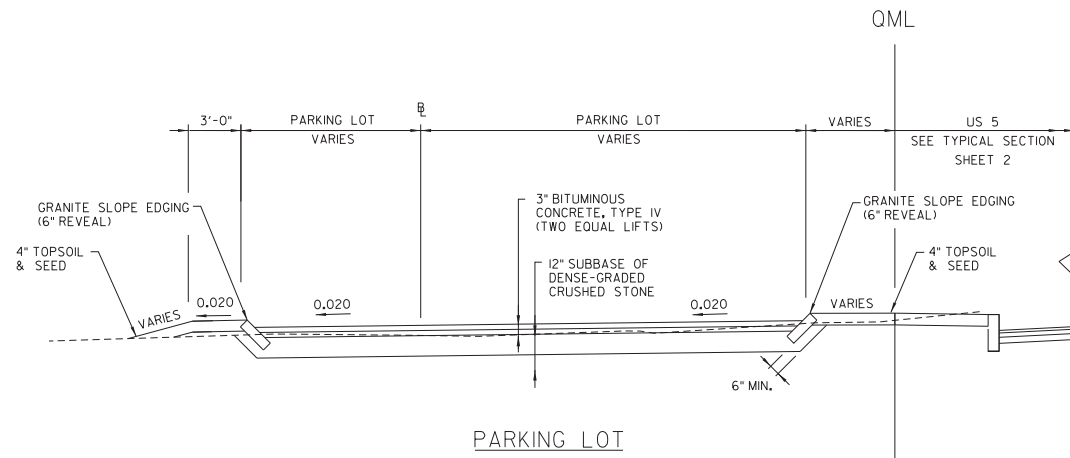 QML
B̲L
3'-0"
PARKING LOT
VARIES
PARKING LOT
VARIES
VARIES
US 5
SEE TYPICAL SECTION
SHEET 2
GRANITE SLOPE EDGING
(6" REVEAL)
3" BITUMINOUS
CONCRETE, TYPE IV
(TWO EQUAL LIFTS)
GRANITE SLOPE EDGING
(6" REVEAL)
4" TOPSOIL
& SEED
12" SUBBASE OF
DENSE-GRADED
CRUSHED STONE
4" TOPSOIL
& SEED
VARIES
0.020
0.020
0.020
VARIES
6" MIN.
PARKING LOT